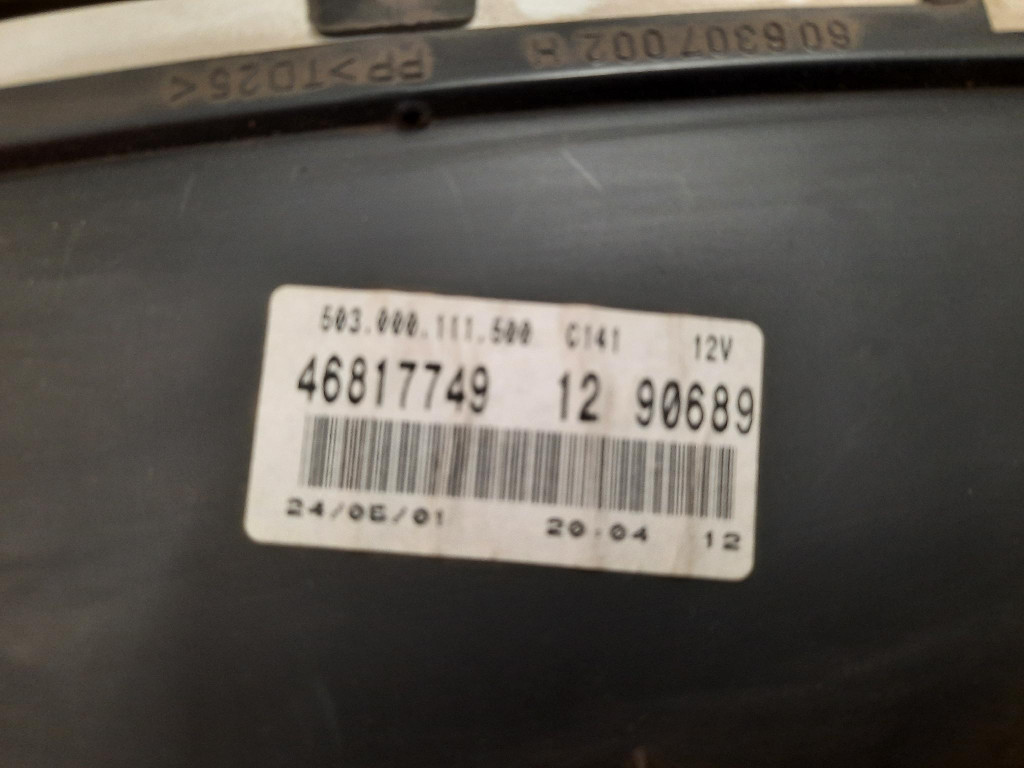 606307002 H PP>TD25<
503.000.111.500 C141 12V
46817749 12 90689
24/05/01 20.04 12